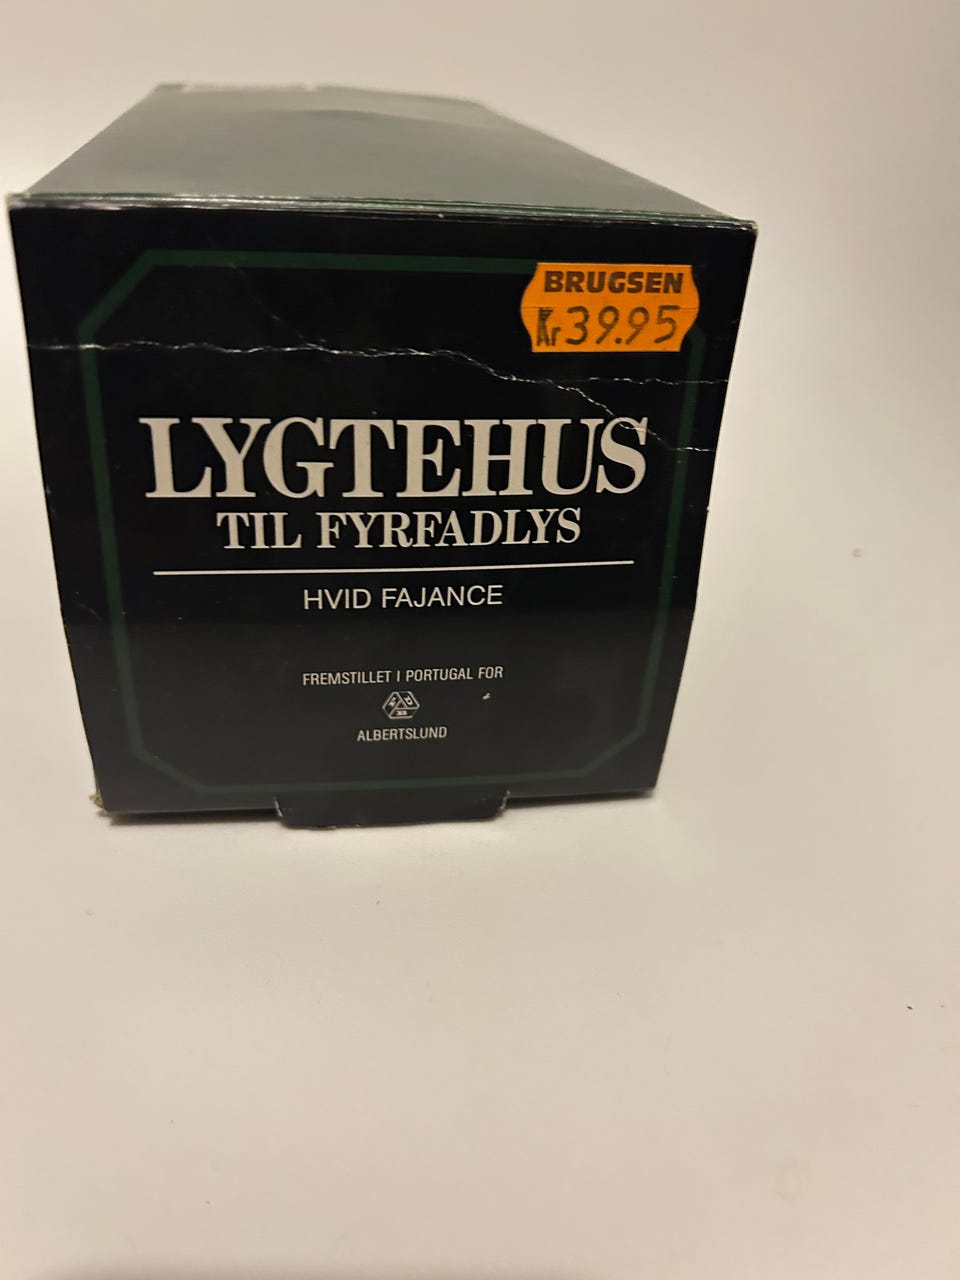 BRUGSEN
Kr 39.95
LYGTEHUS
TIL FYRFADLYS
HVID FAJANCE
FREMSTILLET I PORTUGAL FOR
ALBERTSLUND